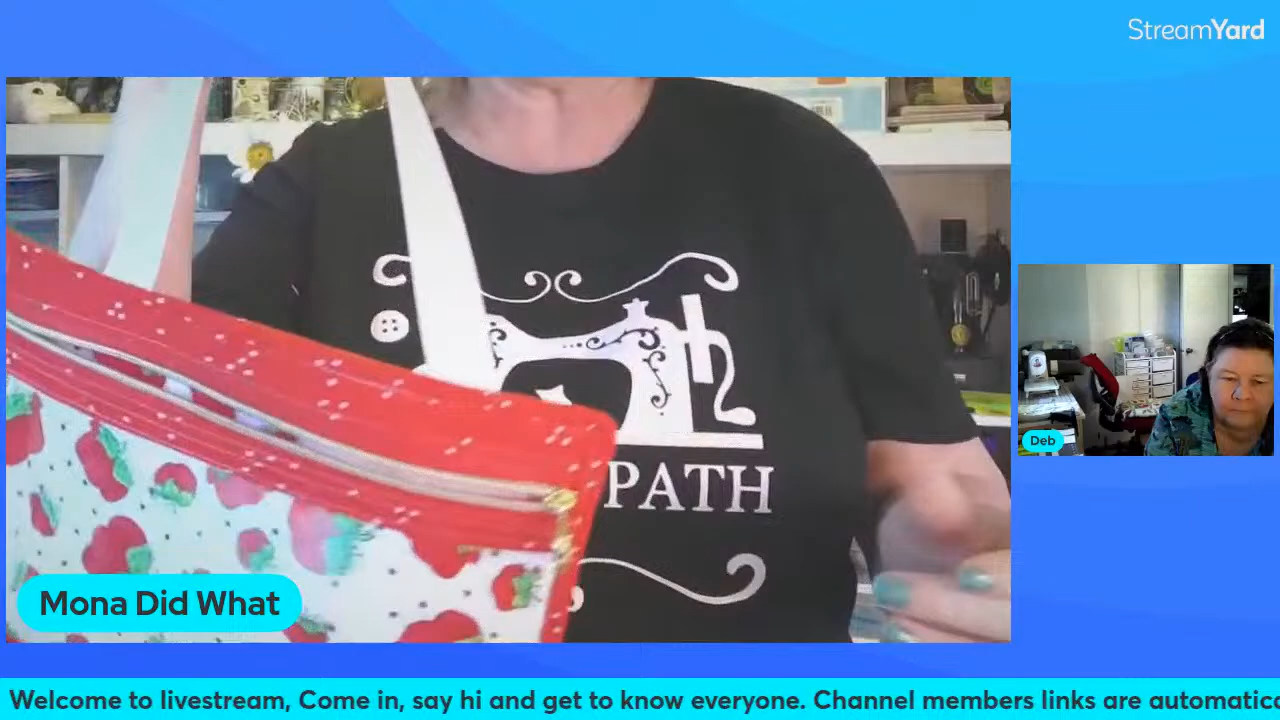 StreamYard
PATH
Deb
Mona Did What
Welcome to livestream, Come in, say hi and get to know everyone. Channel members links are automatica